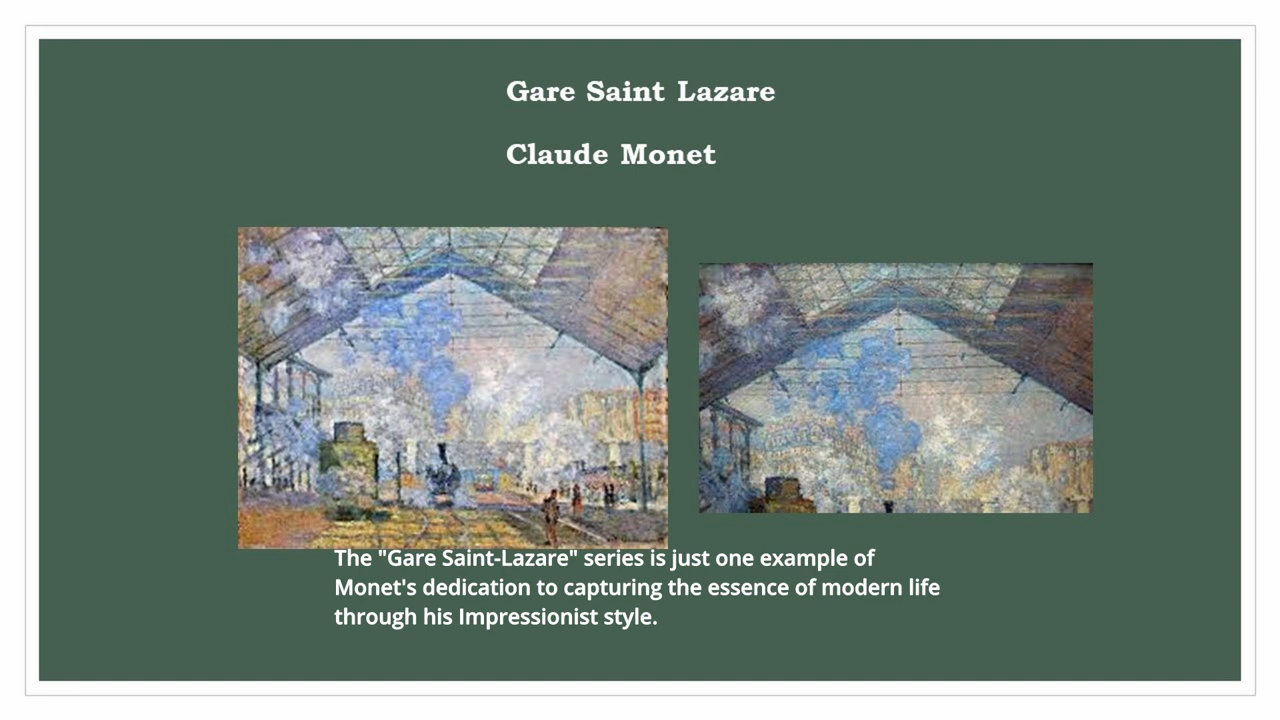 Gare Saint Lazare
Claude Monet
The "Gare Saint-Lazare" series is just one example of
Monet's dedication to capturing the essence of modern life
through his Impressionist style.